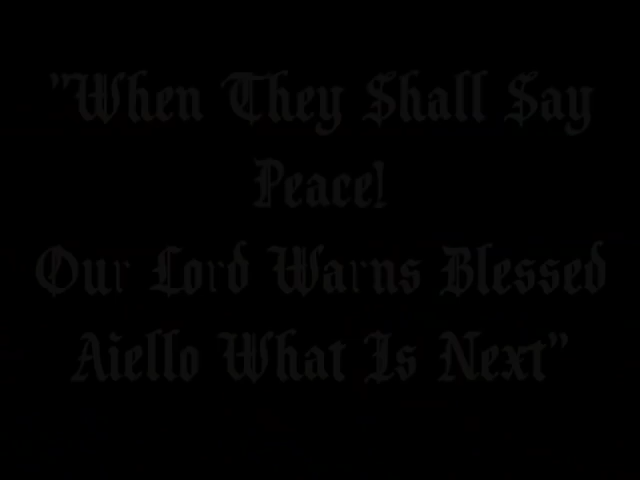 "When They Shall Say
Peace!
Our Lord Warns Blessed
Aiello What Is Next"